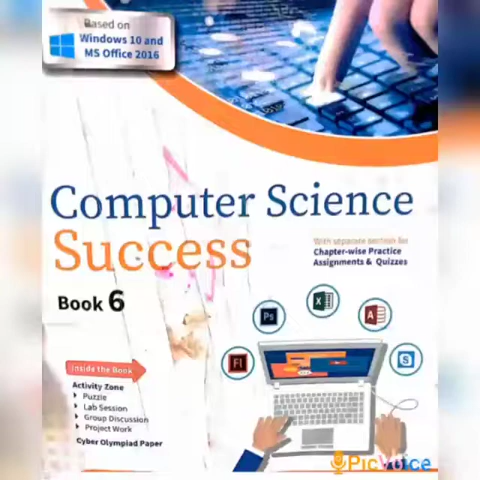 Based on
Windows 10 and
MS Office 2016
Computer Science
Success
With separate section for
Chapter-wise Practice
Assignments & Quizzes
Book 6
Ps
X
A
Fl
S
Inside the Book
Activity Zone
Puzzle
Lab Session
Group Discussion
Project Work
Cyber Olympiad Paper
PicVoice